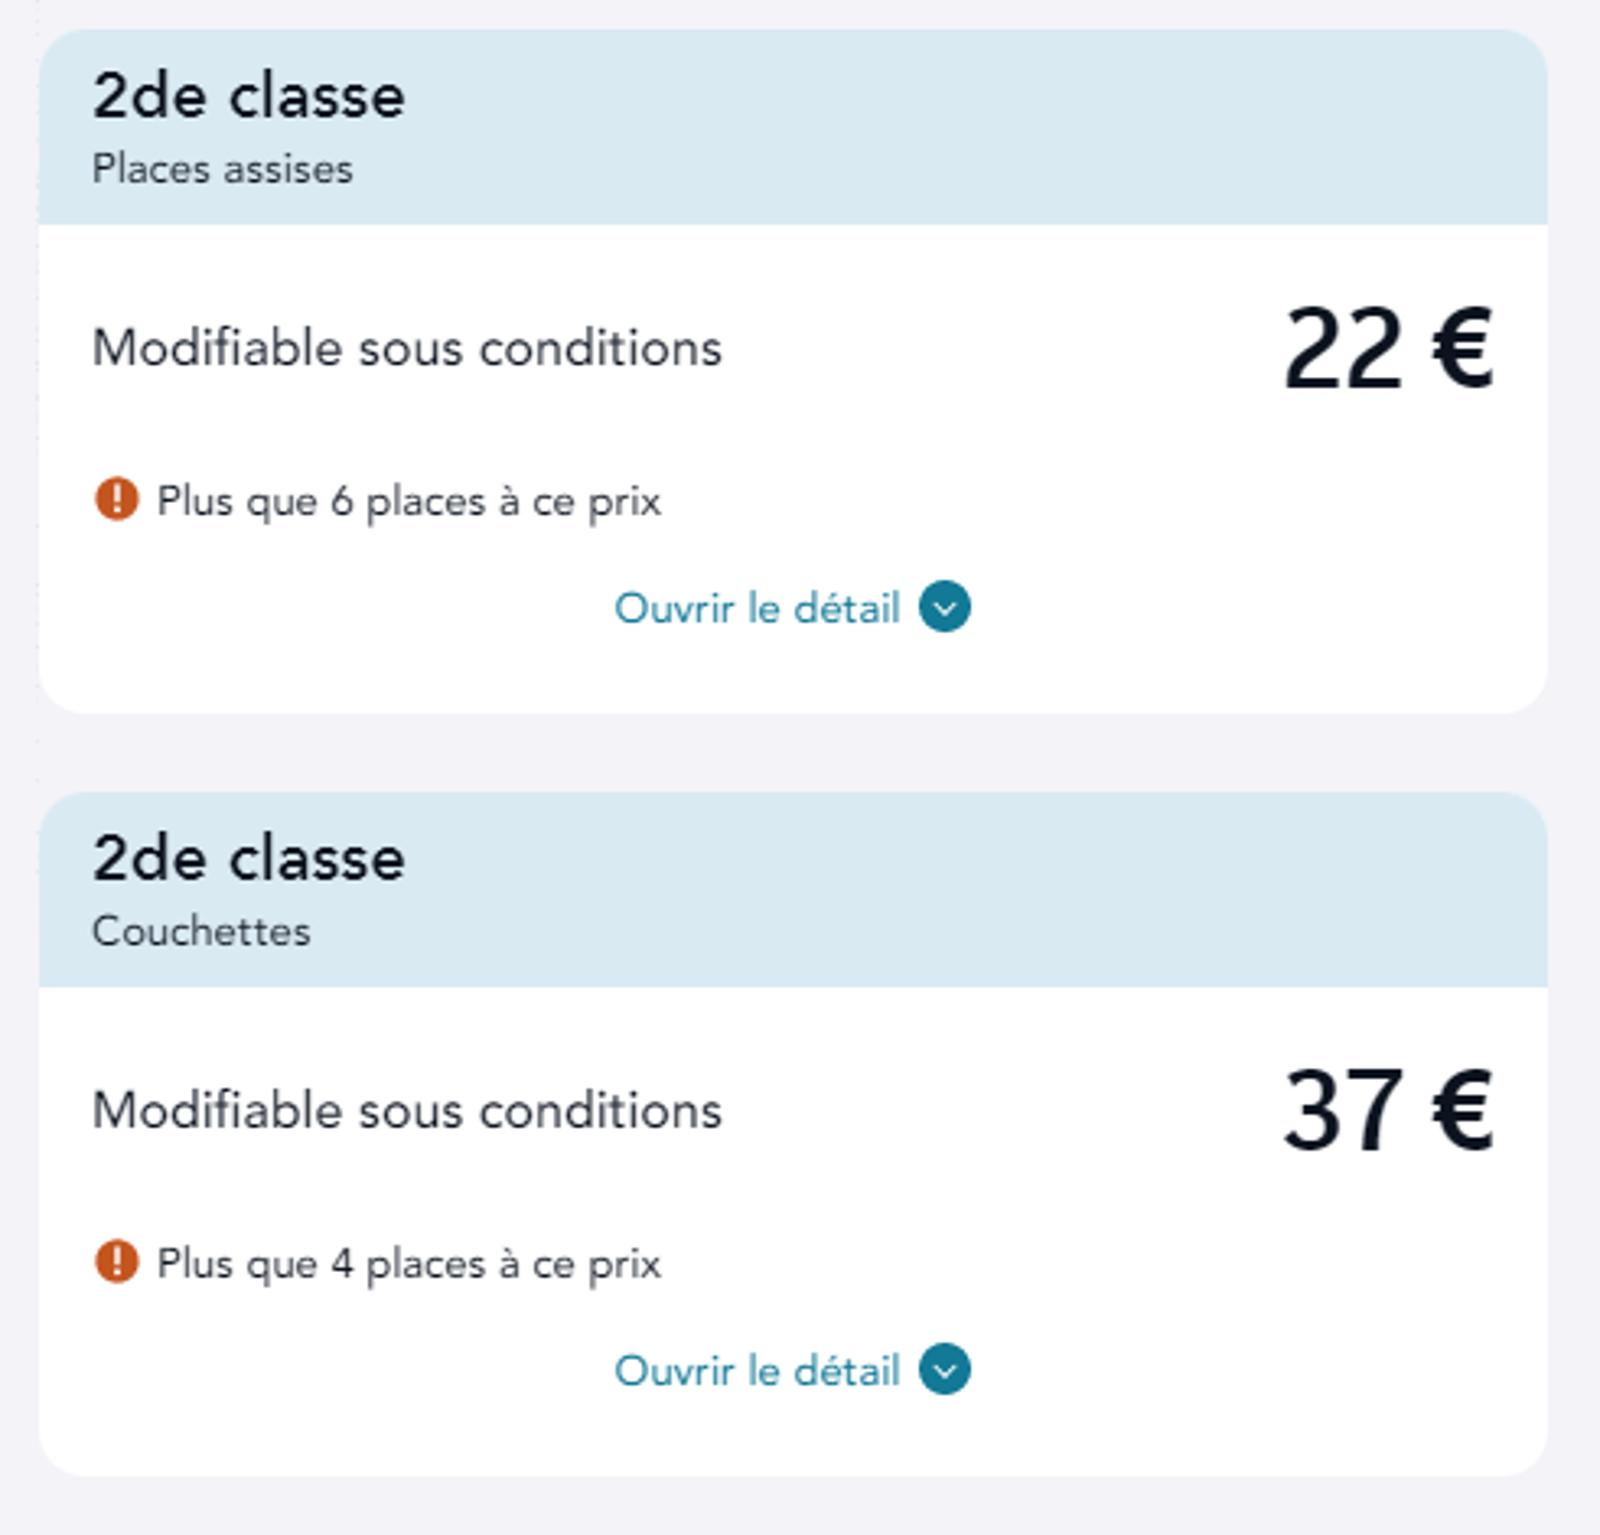 2de classe
Places assises
Modifiable sous conditions
22 €
Plus que 6 places à ce prix
Ouvrir le détail
2de classe
Couchettes
Modifiable sous conditions
37 €
Plus que 4 places à ce prix
Ouvrir le détail